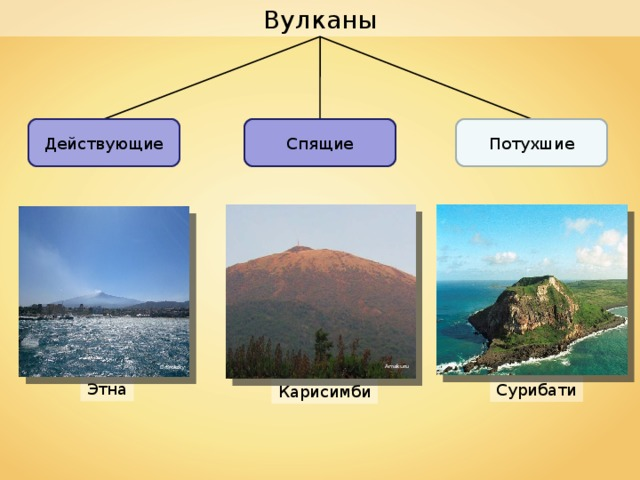 Вулканы
Действующие
Спящие
Потухшие
Этна
Карисимби
Сурибати